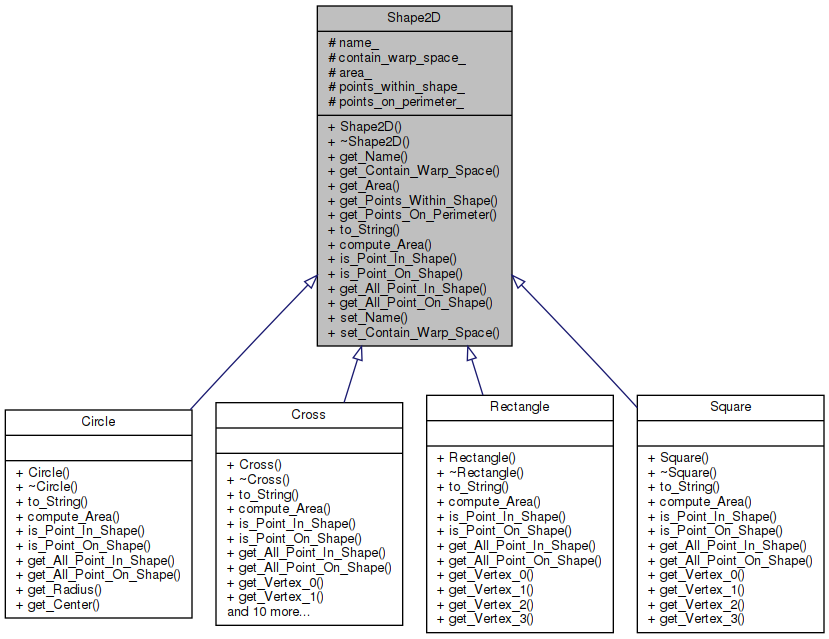 Shape2D
# name_
# contain_warp_space_
# area_
# points_within_shape_
# points_on_perimeter_
+ Shape2D()
+ ~Shape2D()
+ get_Name()
+ get_Contain_Warp_Space()
+ get_Area()
+ get_Points_Within_Shape()
+ get_Points_On_Perimeter()
+ to_String()
+ compute_Area()
+ is_Point_In_Shape()
+ is_Point_On_Shape()
+ get_All_Point_In_Shape()
+ get_All_Point_On_Shape()
+ set_Name()
+ set_Contain_Warp_Space()
Circle
+ Circle()
+ ~Circle()
+ to_String()
+ compute_Area()
+ is_Point_In_Shape()
+ is_Point_On_Shape()
+ get_All_Point_In_Shape()
+ get_All_Point_On_Shape()
+ get_Radius()
+ get_Center()
Cross
+ Cross()
+ ~Cross()
+ to_String()
+ compute_Area()
+ is_Point_In_Shape()
+ is_Point_On_Shape()
+ get_All_Point_In_Shape()
+ get_All_Point_On_Shape()
+ get_Vertex_0()
+ get_Vertex_1()
and 10 more...
Rectangle
+ Rectangle()
+ ~Rectangle()
+ to_String()
+ compute_Area()
+ is_Point_In_Shape()
+ is_Point_On_Shape()
+ get_All_Point_In_Shape()
+ get_All_Point_On_Shape()
+ get_Vertex_0()
+ get_Vertex_1()
+ get_Vertex_2()
+ get_Vertex_3()
Square
+ Square()
+ ~Square()
+ to_String()
+ compute_Area()
+ is_Point_In_Shape()
+ is_Point_On_Shape()
+ get_All_Point_In_Shape()
+ get_All_Point_On_Shape()
+ get_Vertex_0()
+ get_Vertex_1()
+ get_Vertex_2()
+ get_Vertex_3()